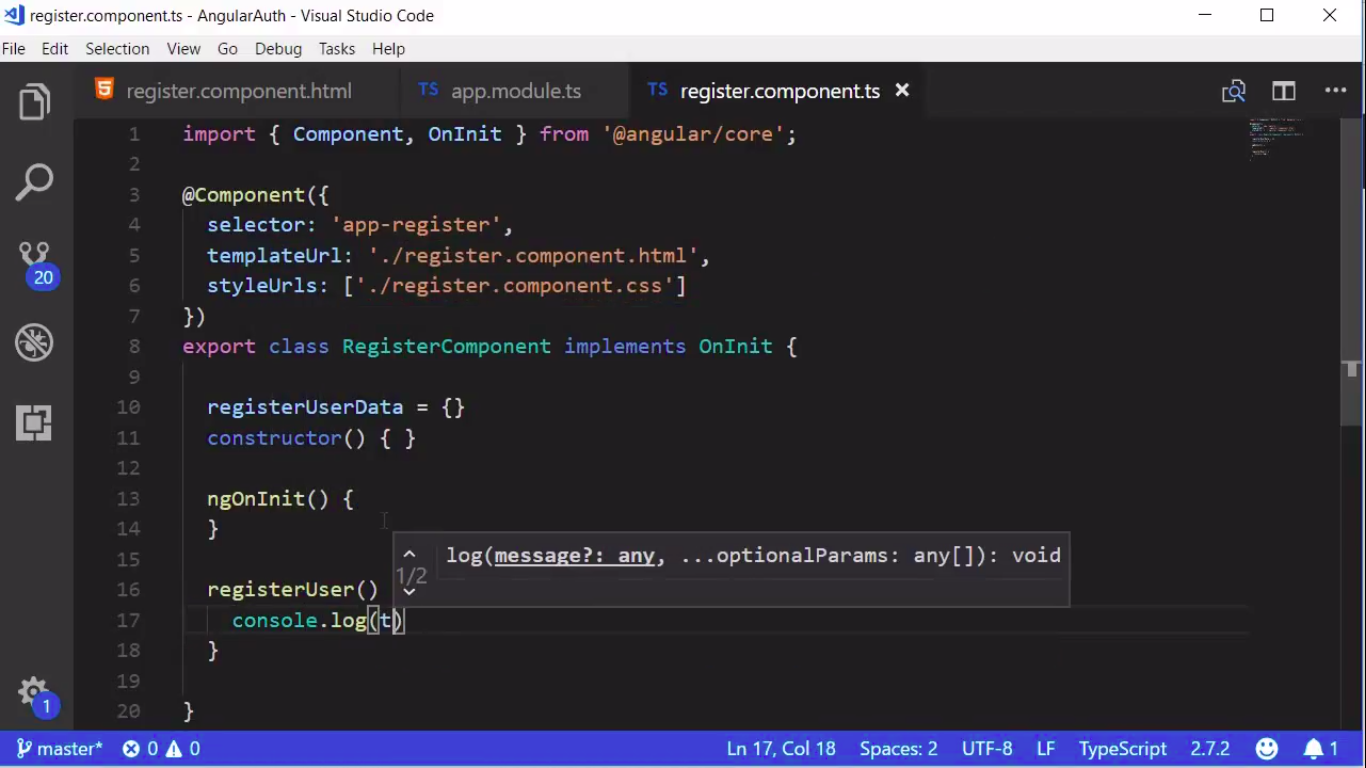 register.component.ts - AngularAuth - Visual Studio Code
File Edit Selection View Go Debug Tasks Help
register.component.html TS app.module.ts TS register.component.ts
1 import { Component, OnInit } from '@angular/core';
2
3 @Component({
4 selector: 'app-register',
5 templateUrl: './register.component.html',
6 styleUrls: ['./register.component.css']
7 })
8 export class RegisterComponent implements OnInit {
9
10 registerUserData = {}
11 constructor() { }
12
13 ngOnInit() {
14 }
15
log(message?: any, ...optionalParams: any[]): void
1/2
16 registerUser()
17 console.log(t)
18 }
19
20 }
20
1
master* 0 0 Ln 17, Col 18 Spaces: 2 UTF-8 LF TypeScript 2.7.2 1